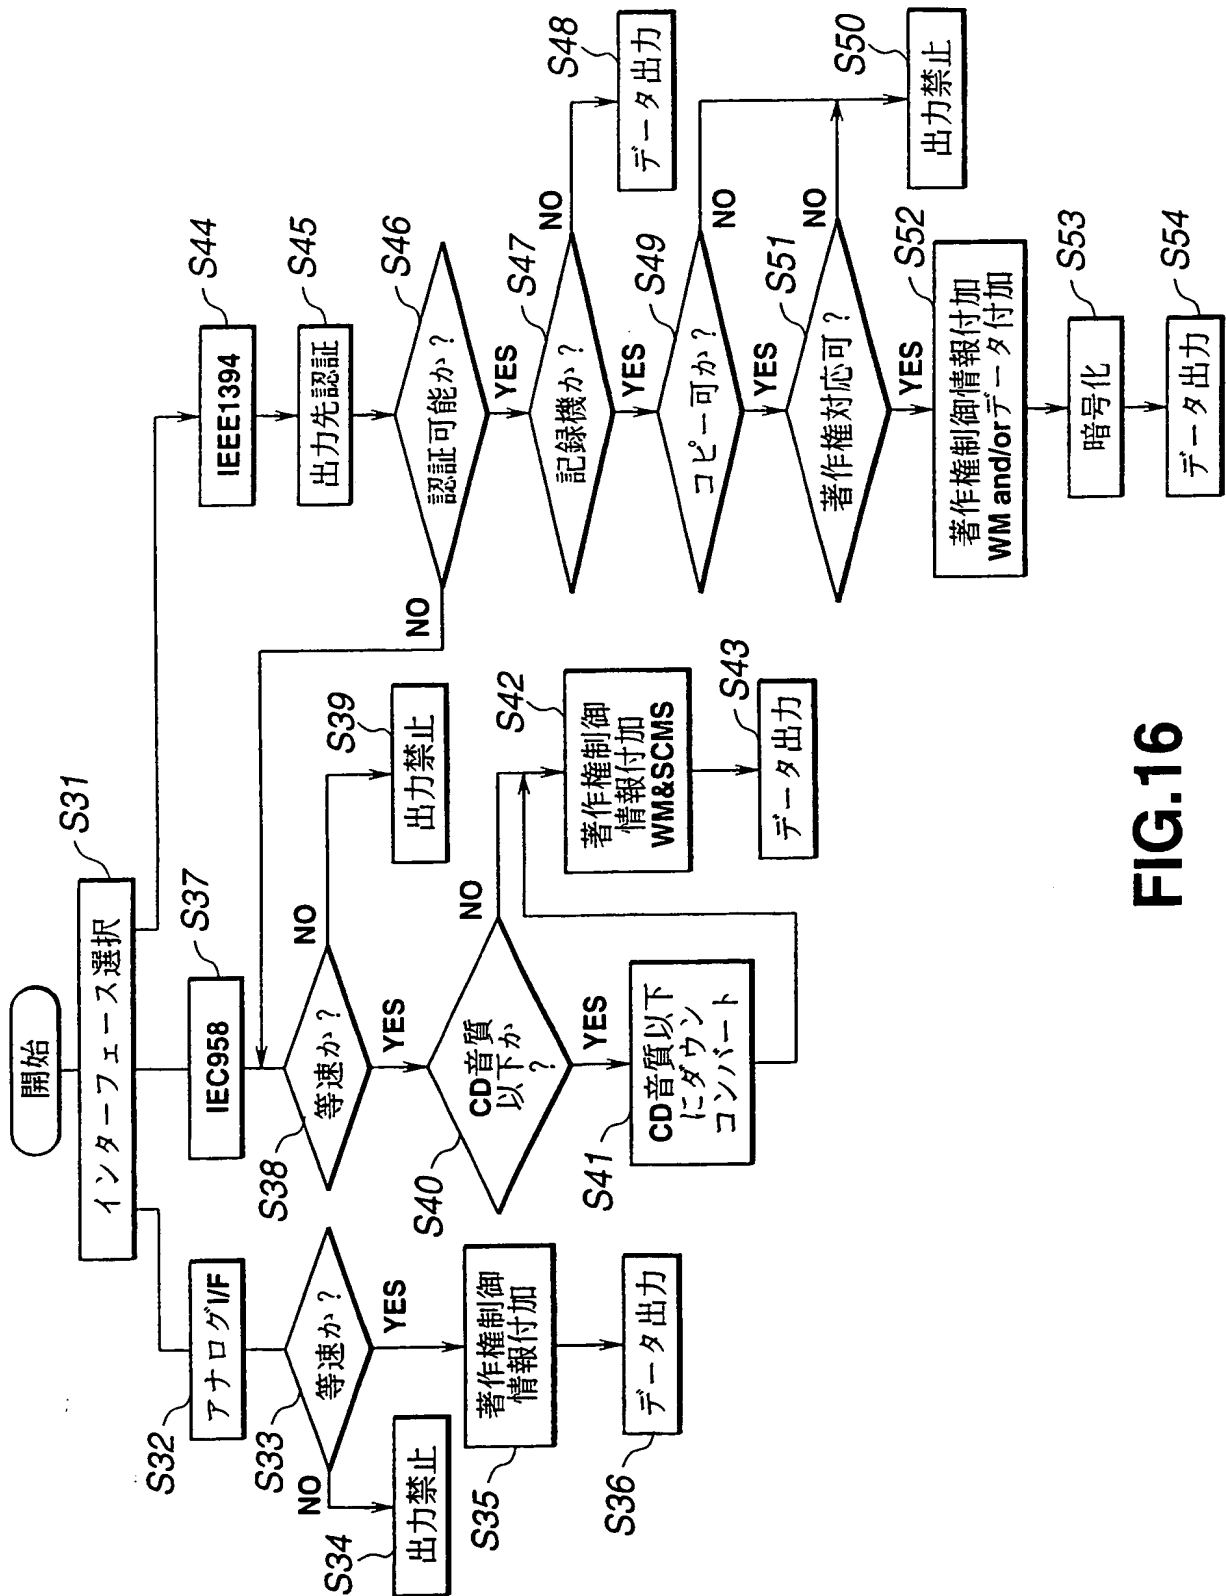 開始
インターフェース選択
S31
アナログI/F
S32
等速か?
S33
NO
YES
出力禁止
S34
著作権制御
情報付加
S35
データ出力
S36
IEC958
S37
等速か?
S38
NO
YES
出力禁止
S39
CD音質
以下か
?
S40
NO
YES
CD音質以下
にダウン
コンバート
S41
著作権制御
情報付加
WM&SCMS
S42
データ出力
S43
IEEE1394
S44
出力先認証
S45
認証可能か?
S46
NO
YES
記録機か?
S47
NO
YES
データ出力
S48
コピー可か?
S49
NO
YES
出力禁止
S50
著作権対応可?
S51
NO
YES
著作権制御情報付加
WM and/orデータ付加
S52
暗号化
S53
データ出力
S54
FIG.16